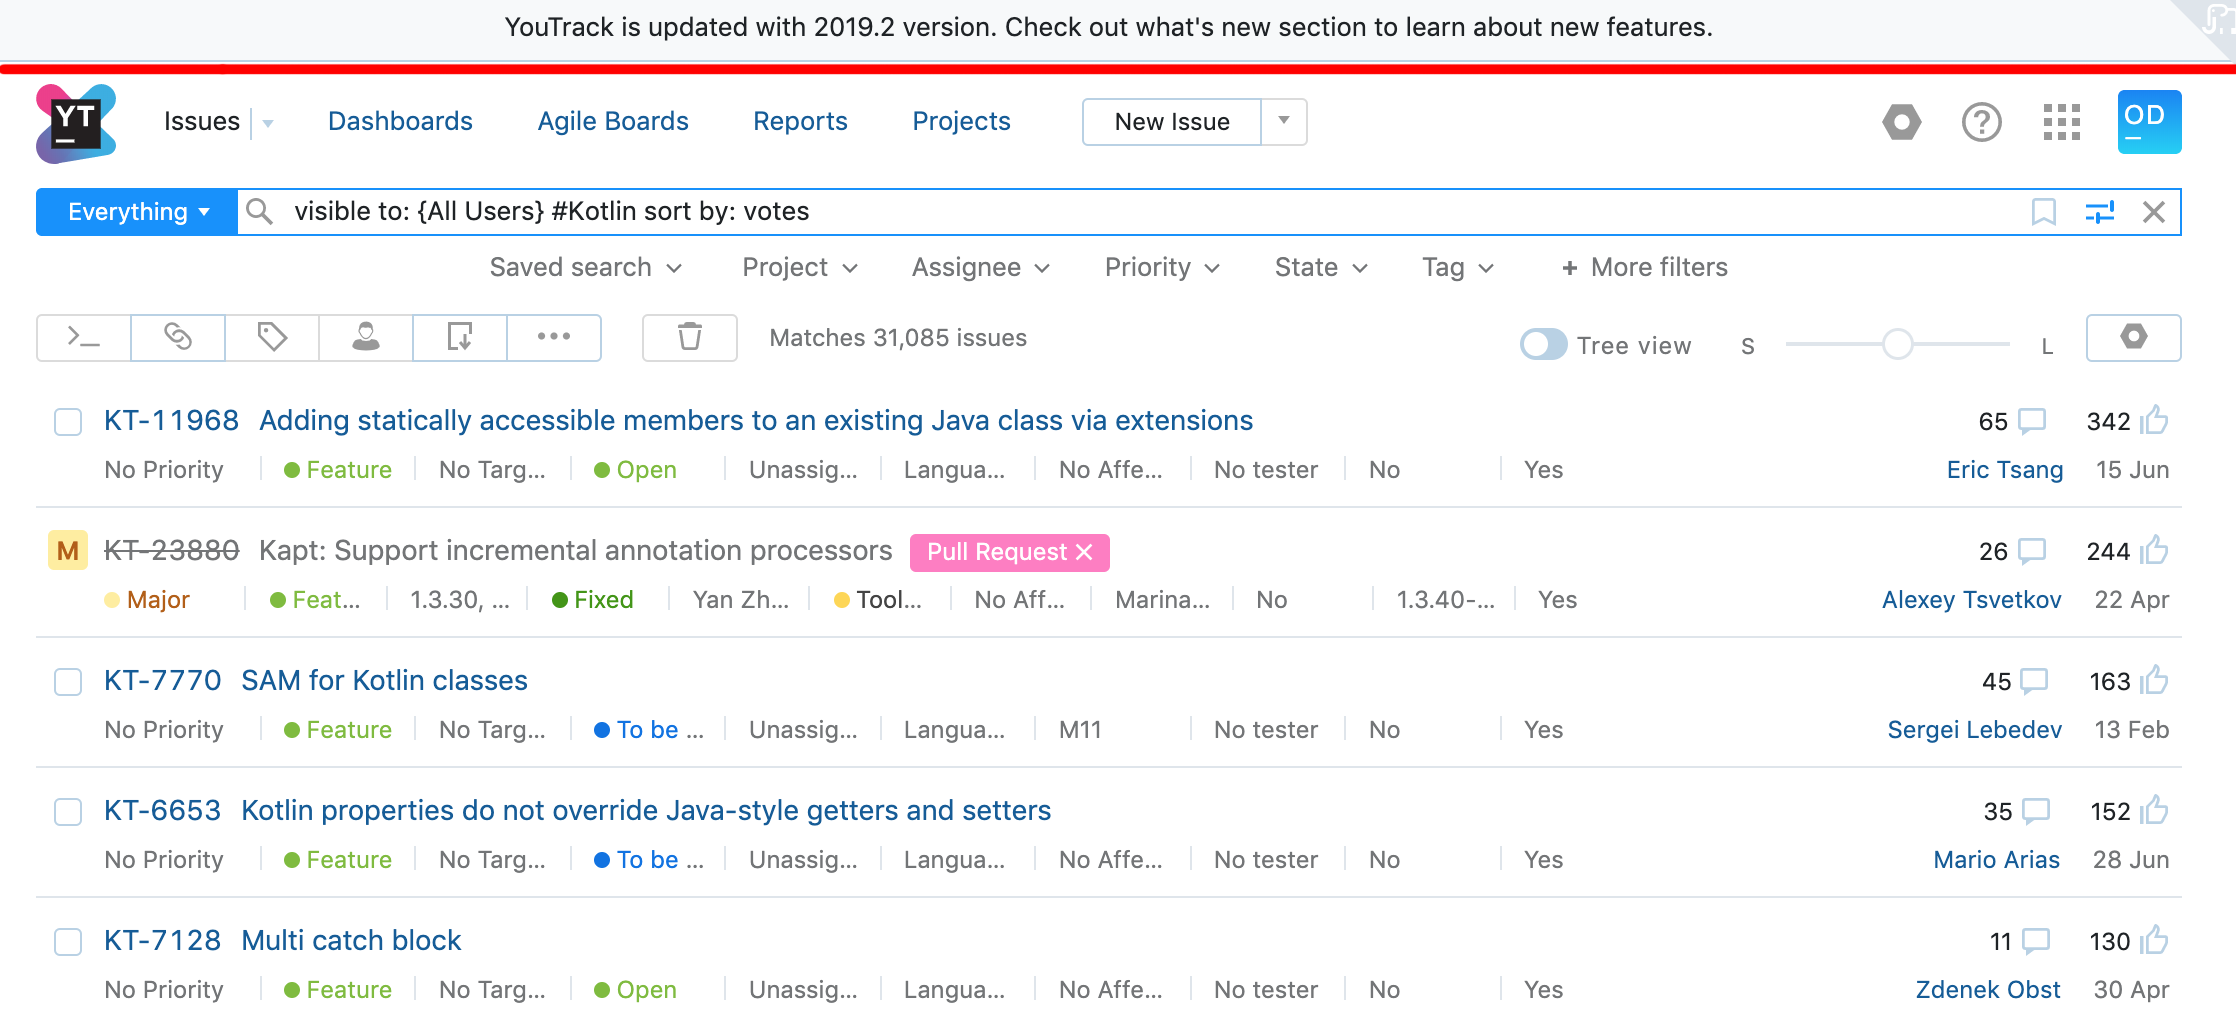 YouTrack is updated with 2019.2 version. Check out what's new section to learn about new features.
YT Issues Dashboards Agile Boards Reports Projects New Issue OD
Everything visible to: {All Users} #Kotlin sort by: votes
Saved search Project Assignee Priority State Tag + More filters
Matches 31,085 issues Tree view S L
KT-11968 Adding statically accessible members to an existing Java class via extensions 65 342
No Priority Feature No Targ... Open Unassig... Langua... No Affe... No tester No Yes Eric Tsang 15 Jun
M KT-23880 Kapt: Support incremental annotation processors Pull Request 26 244
Major Feat... 1.3.30, ... Fixed Yan Zh... Tool... No Aff... Marina... No 1.3.40-... Yes Alexey Tsvetkov 22 Apr
KT-7770 SAM for Kotlin classes 45 163
No Priority Feature No Targ... To be ... Unassig... Langua... M11 No tester No Yes Sergei Lebedev 13 Feb
KT-6653 Kotlin properties do not override Java-style getters and setters 35 152
No Priority Feature No Targ... To be ... Unassig... Langua... No Affe... No tester No Yes Mario Arias 28 Jun
KT-7128 Multi catch block 11 130
No Priority Feature No Targ... Open Unassig... Langua... No Affe... No tester No Yes Zdenek Obst 30 Apr